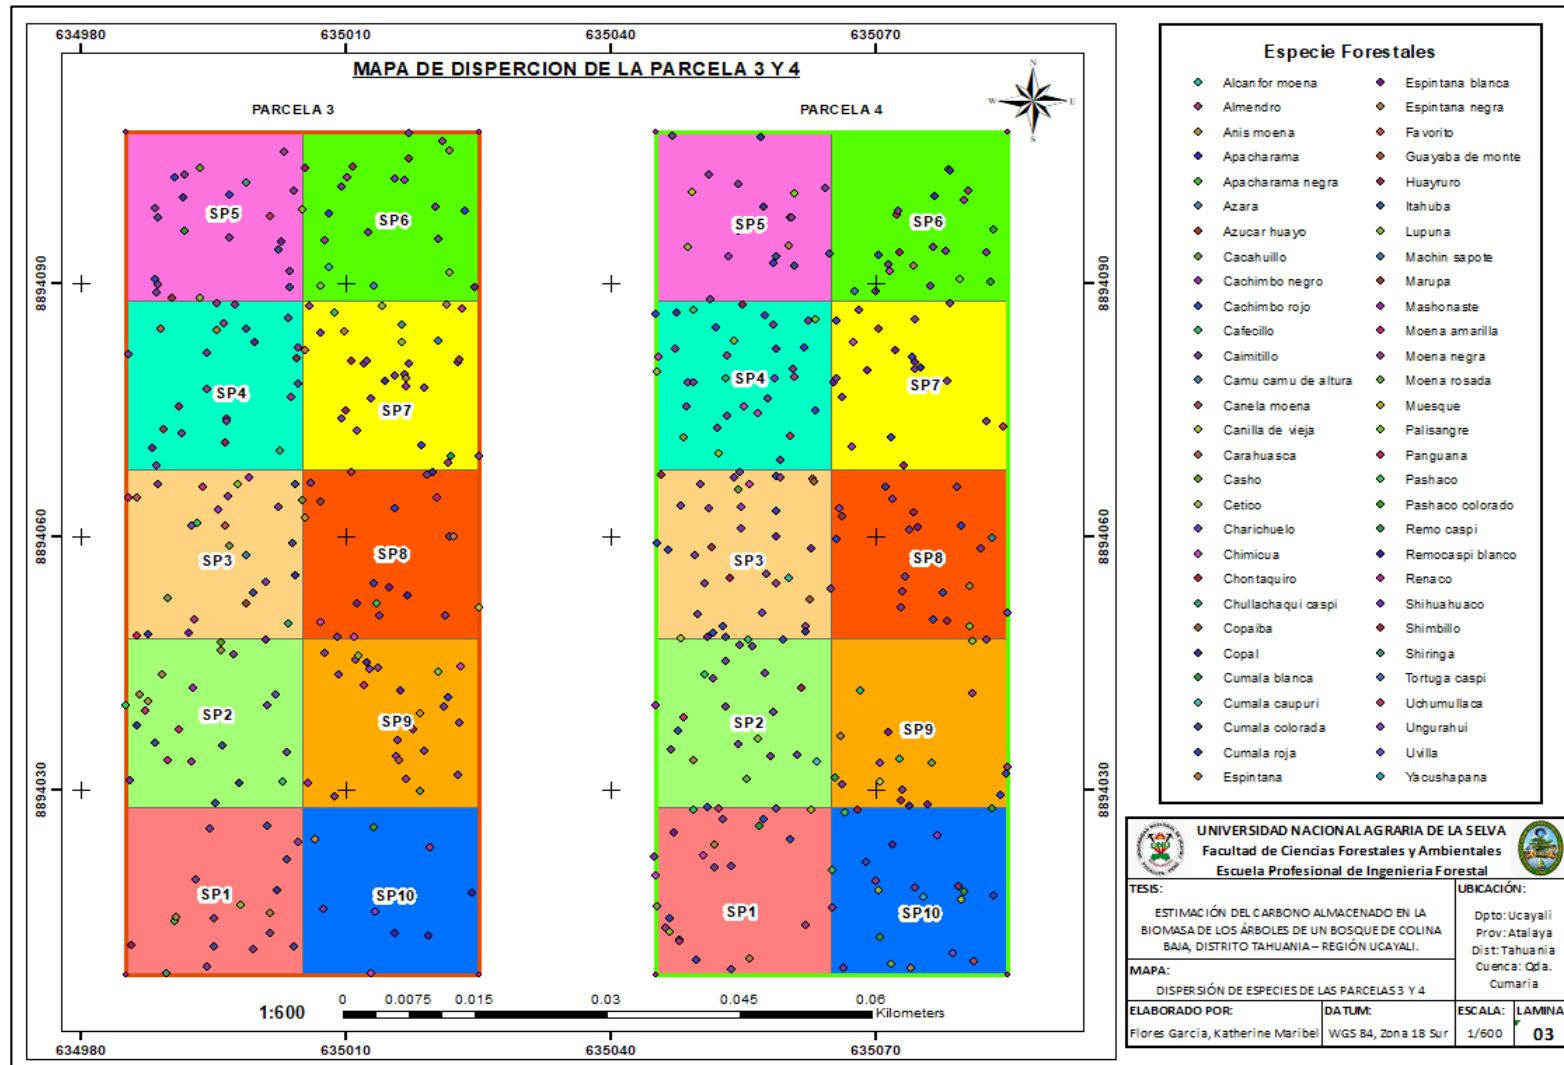 634980
635010
635040
635070
MAPA DE DISPERCION DE LA PARCELA 3 Y 4
N
W
E
S
PARCELA 3
PARCELA 4
SP5
SP6
SP4
SP7
SP3
SP8
SP2
SP9
SP1
SP10
SP5
SP6
SP4
SP7
SP3
SP8
SP2
SP9
SP1
SP10
8894090
8894060
8894030
8894090
8894060
8894030
1:600
0
0.0075
0.015
0.03
0.045
0.06
Kilometers
634980
635010
635040
635070
Especie Forestales
Alcanfor moena
Almendro
Anis moena
Apacharama
Apacharama negra
Azara
Azucar huayo
Cacahuillo
Cachimbo negro
Cachimbo rojo
Cafecillo
Caimitillo
Camu camu de altura
Canela moena
Canilla de vieja
Carahuasca
Casho
Cetico
Charichuelo
Chimicua
Chontaquiro
Chullachaqui caspi
Copaiba
Copal
Cumala blanca
Cumala caupuri
Cumala colorada
Cumala roja
Espintana
Espintana blanca
Espintana negra
Favorito
Guayaba de monte
Huayruro
Itahuba
Lupuna
Machin sapote
Marupa
Mashonaste
Moena amarilla
Moena negra
Moena rosada
Muesque
Palisangre
Panguana
Pashaco
Pashaco colorado
Remo caspi
Remocaspi blanco
Renaco
Shihuahuaco
Shimbillo
Shiringa
Tortuga caspi
Uchumullaca
Ungurahui
Uvilla
Yacushapana
UNIVERSIDAD NACIONAL AGRARIA DE LA SELVA
Facultad de Ciencias Forestales y Ambientales
Escuela Profesional de Ingenieria Forestal
TESIS:
ESTIMACIÓN DEL CARBONO ALMACENADO EN LA
BIOMASA DE LOS ÁRBOLES DE UN BOSQUE DE COLINA
BAJA, DISTRITO TAHUANIA – REGIÓN UCAYALI.
UBICACIÓN:
Dpto: Ucayali
Prov: Atalaya
Dist: Tahuania
Cuenca: Qda.
Cumaria
MAPA:
DISPERSIÓN DE ESPECIES DE LAS PARCELAS 3 Y 4
ELABORADO POR:
Flores Garcia, Katherine Maribel
DATUM:
WGS 84, Zona 18 Sur
ESCALA:
1/600
LAMINA
03